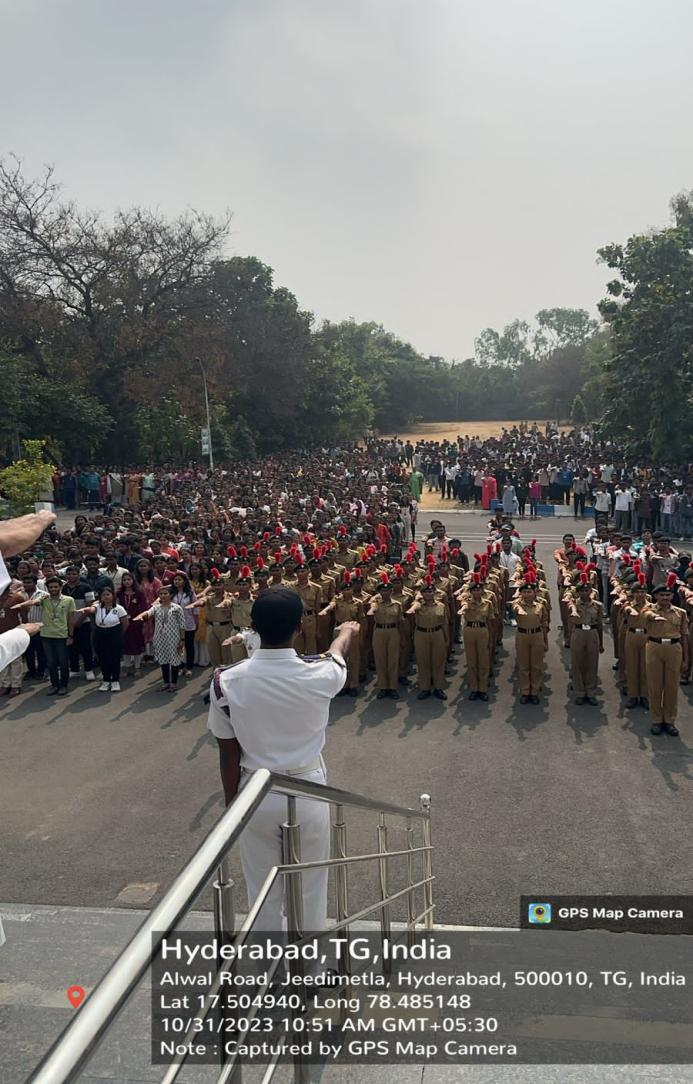 GPS Map Camera
Hyderabad,TG,India
Alwal Road, Jeedimetla, Hyderabad, 500010, TG, India
Lat 17.504940, Long 78.485148
10/31/2023 10:51 AM GMT+05:30
Note : Captured by GPS Map Camera